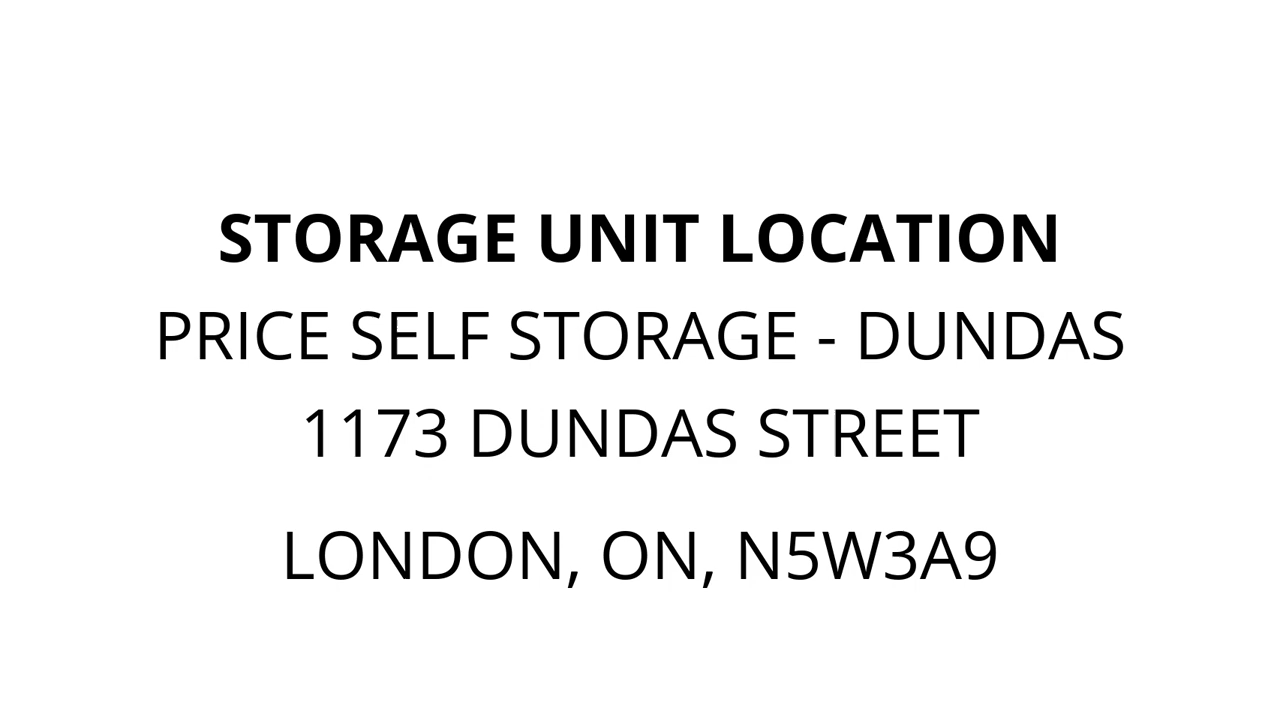 STORAGE UNIT LOCATION
PRICE SELF STORAGE - DUNDAS
1173 DUNDAS STREET
LONDON, ON, N5W3A9